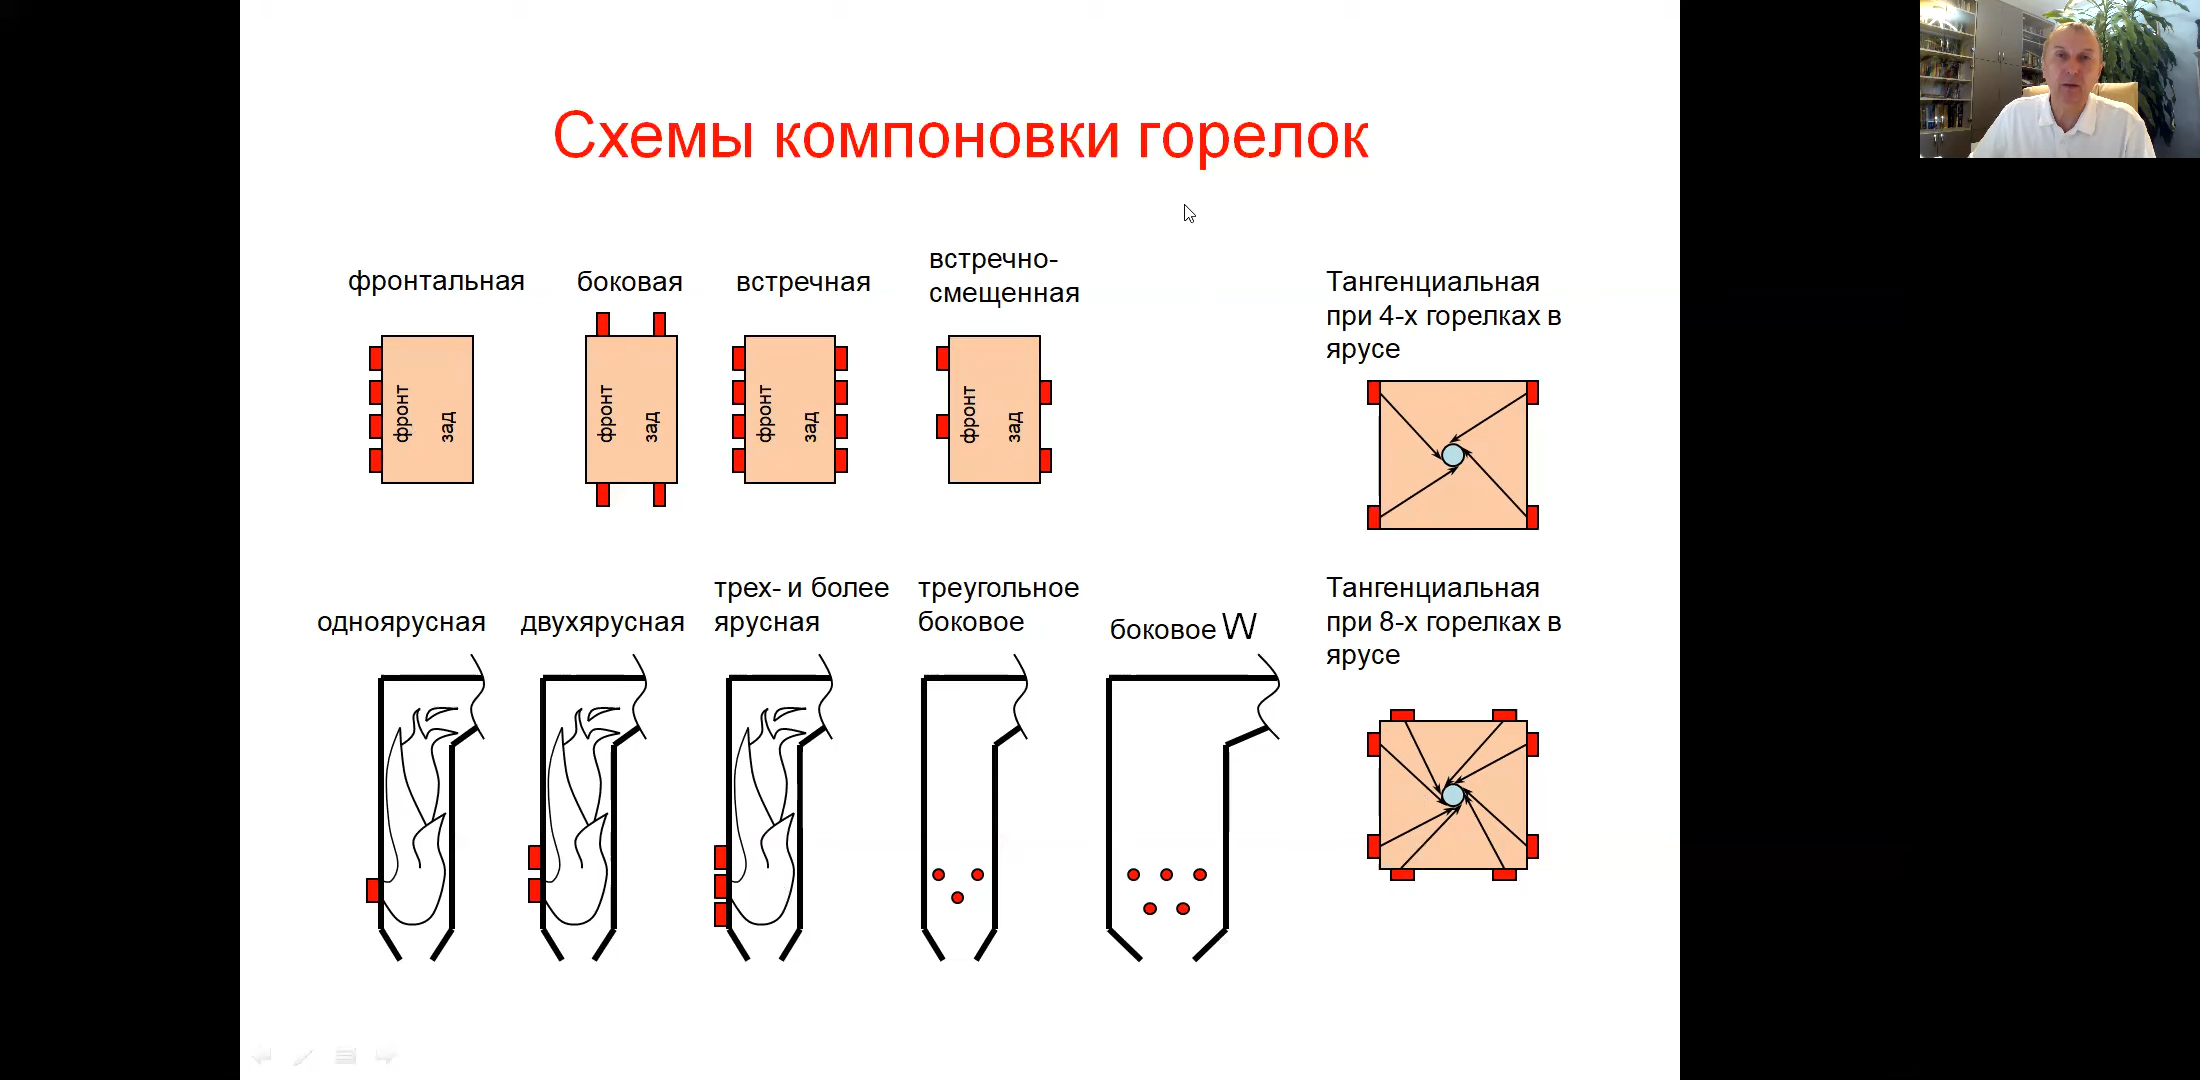 Схемы компоновки горелок
фронтальная
боковая
встречная
встречно-
смещенная
Тангенциальная
при 4-х горелках в
ярусе
фронт
зад
фронт
зад
фронт
зад
фронт
зад
одноярусная
двухярусная
трех- и более
ярусная
треугольное
боковое
боковое W
Тангенциальная
при 8-х горелках в
ярусе